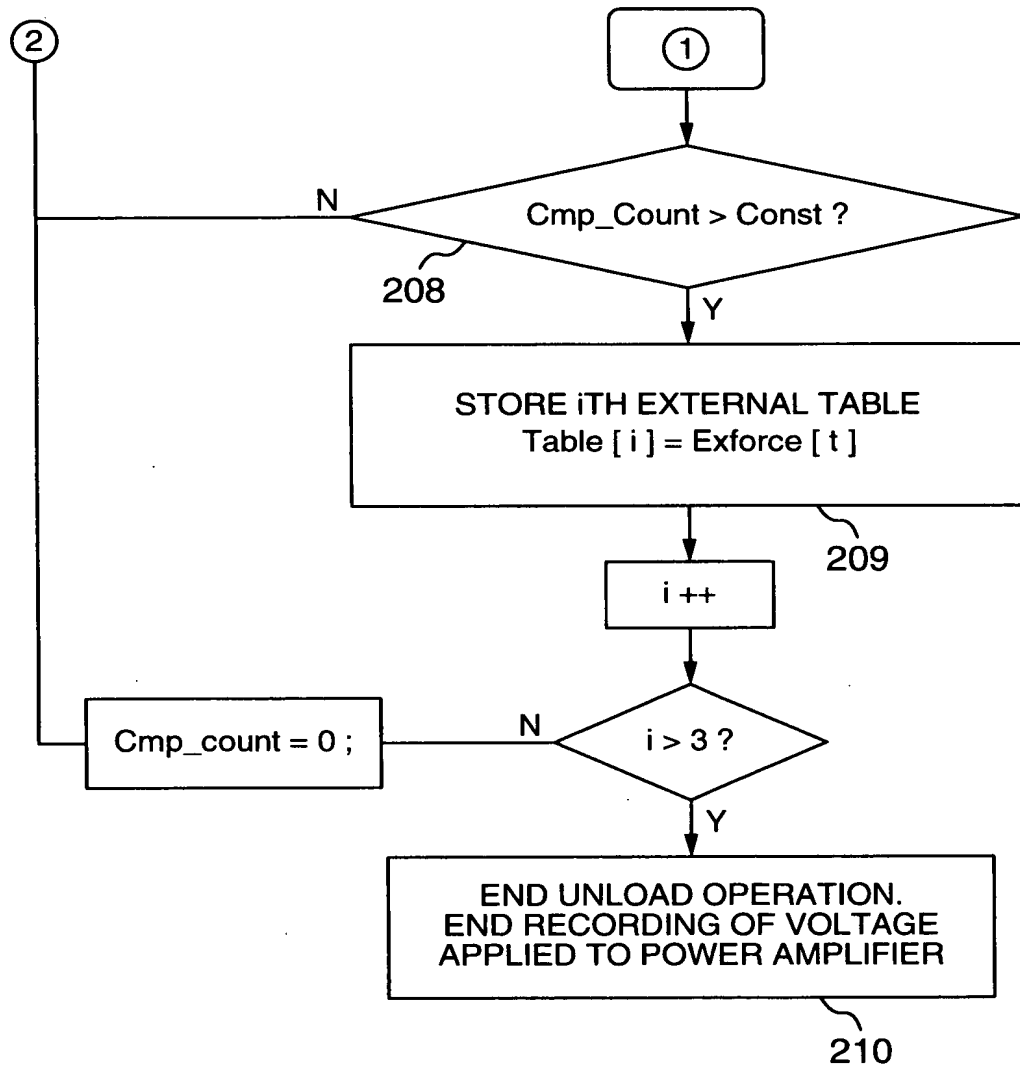 2
1
N
Cmp_Count > Const ?
208
Y
STORE iTH EXTERNAL TABLE
Table [ i ] = Exforce [ t ]
209
i ++
Cmp_count = 0 ;
N
i > 3 ?
Y
END UNLOAD OPERATION.
END RECORDING OF VOLTAGE
APPLIED TO POWER AMPLIFIER
210